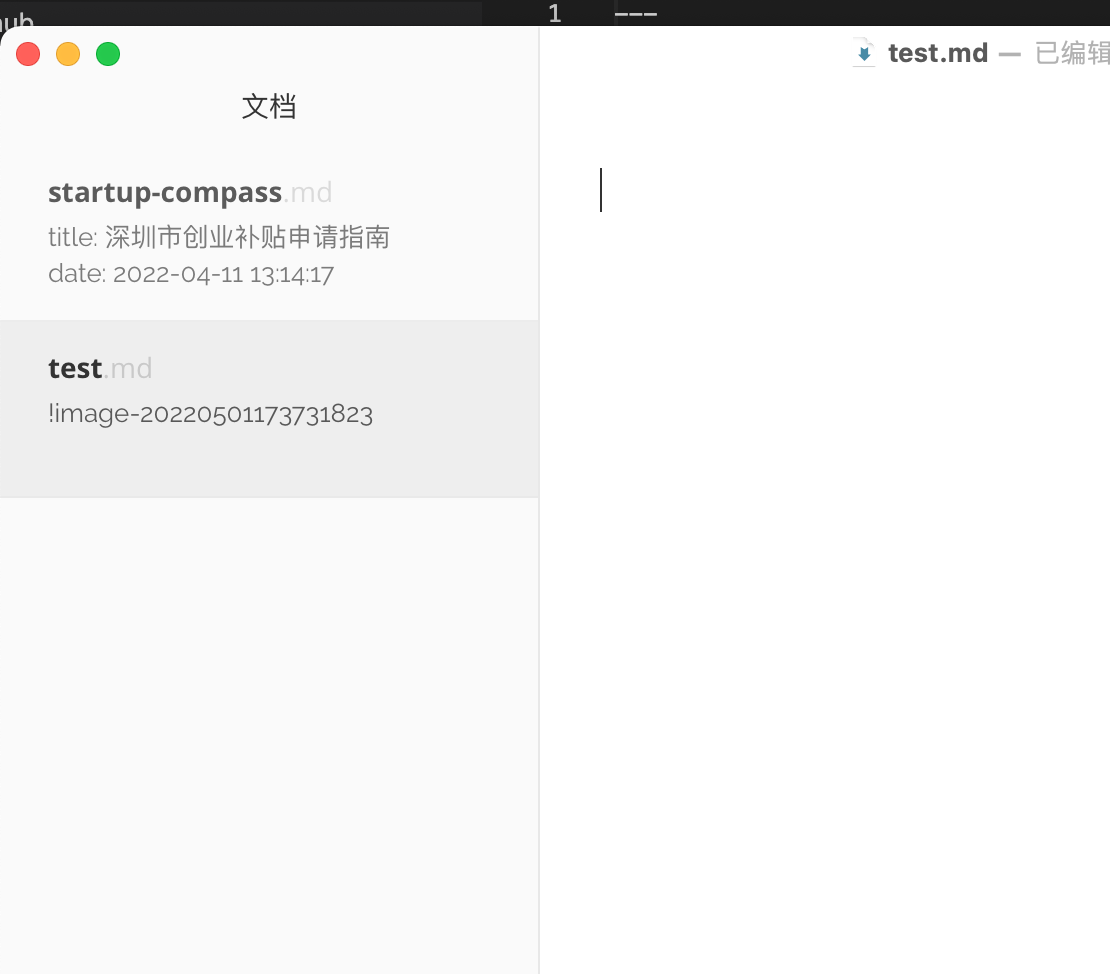 1 ---
test.md — 已编辑
文档
startup-compass.md
title: 深圳市创业补贴申请指南
date: 2022-04-11 13:14:17
test.md
!image-20220501173731823